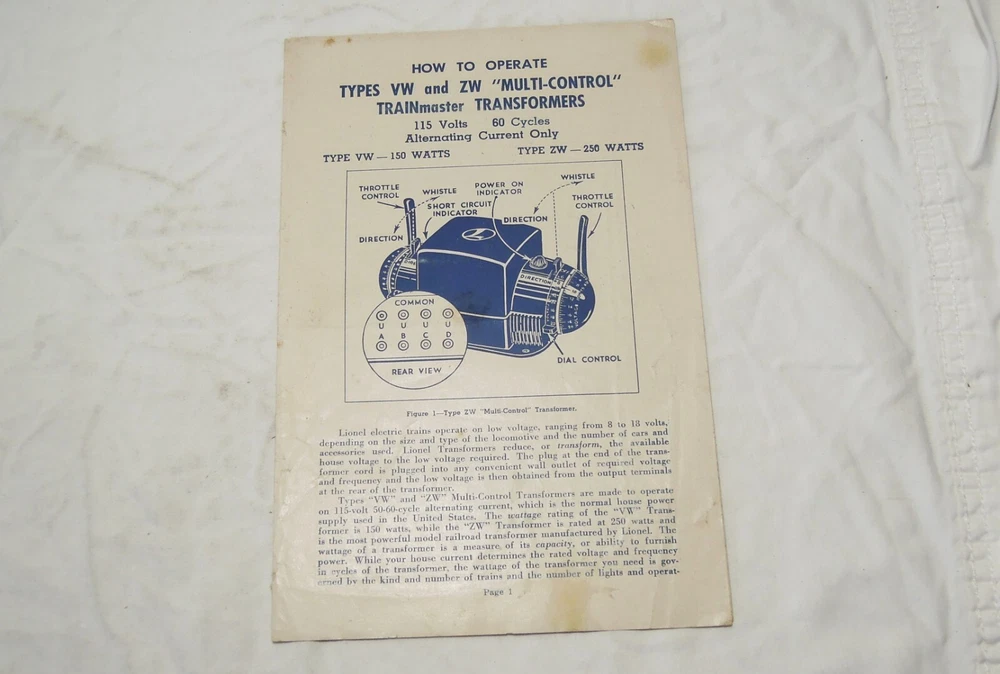 HOW TO OPERATE
TYPES VW and ZW "MULTI-CONTROL"
TRAINmaster TRANSFORMERS
115 Volts 60 Cycles
Alternating Current Only
TYPE VW — 150 WATTS TYPE ZW — 250 WATTS
THROTTLE CONTROL
WHISTLE
POWER ON INDICATOR
WHISTLE
THROTTLE CONTROL
SHORT CIRCUIT INDICATOR
DIRECTION
DIRECTION
L
DIRECTION
COMMON
U U U U
A B C D
REAR VIEW
DIAL CONTROL
Figure 1—Type ZW "Multi-Control" Transformer.
Lionel electric trains operate on low voltage, ranging from 8 to 18 volts,
depending on the size and type of the locomotive and the number of cars and
accessories used. Lionel Transformers reduce, or transform, the available
house voltage to the low voltage required. The plug at the end of the trans-
former cord is plugged into any convenient wall outlet of required voltage
and frequency and the low voltage is then obtained from the output terminals
at the rear of the transformer.
Types "VW" and "ZW" Multi-Control Transformers are made to operate
on 115-volt 50-60-cycle alternating current, which is the normal house power
supply used in the United States. The wattage rating of the "VW" Trans-
former is 150 watts, while the "ZW" Transformer is rated at 250 watts and
is the most powerful model railroad transformer manufactured by Lionel. The
wattage of a transformer is a measure of its capacity, or ability to furnish
power. While your house current determines the rated voltage and frequency
in cycles of the transformer, the wattage of the transformer you need is gov-
erned by the kind and number of trains and the number of lights and operat-
Page 1